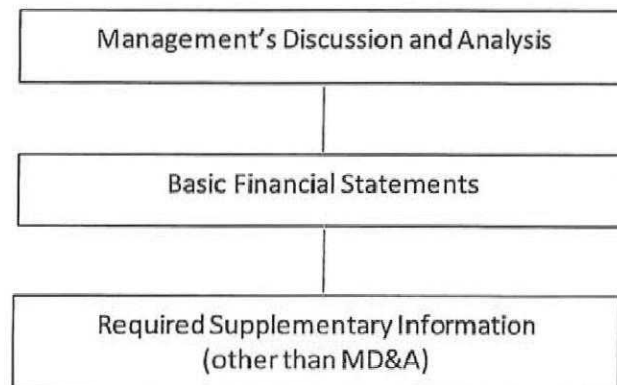 Management's Discussion and Analysis
Basic Financial Statements
Required Supplementary Information
(other than MD&A)